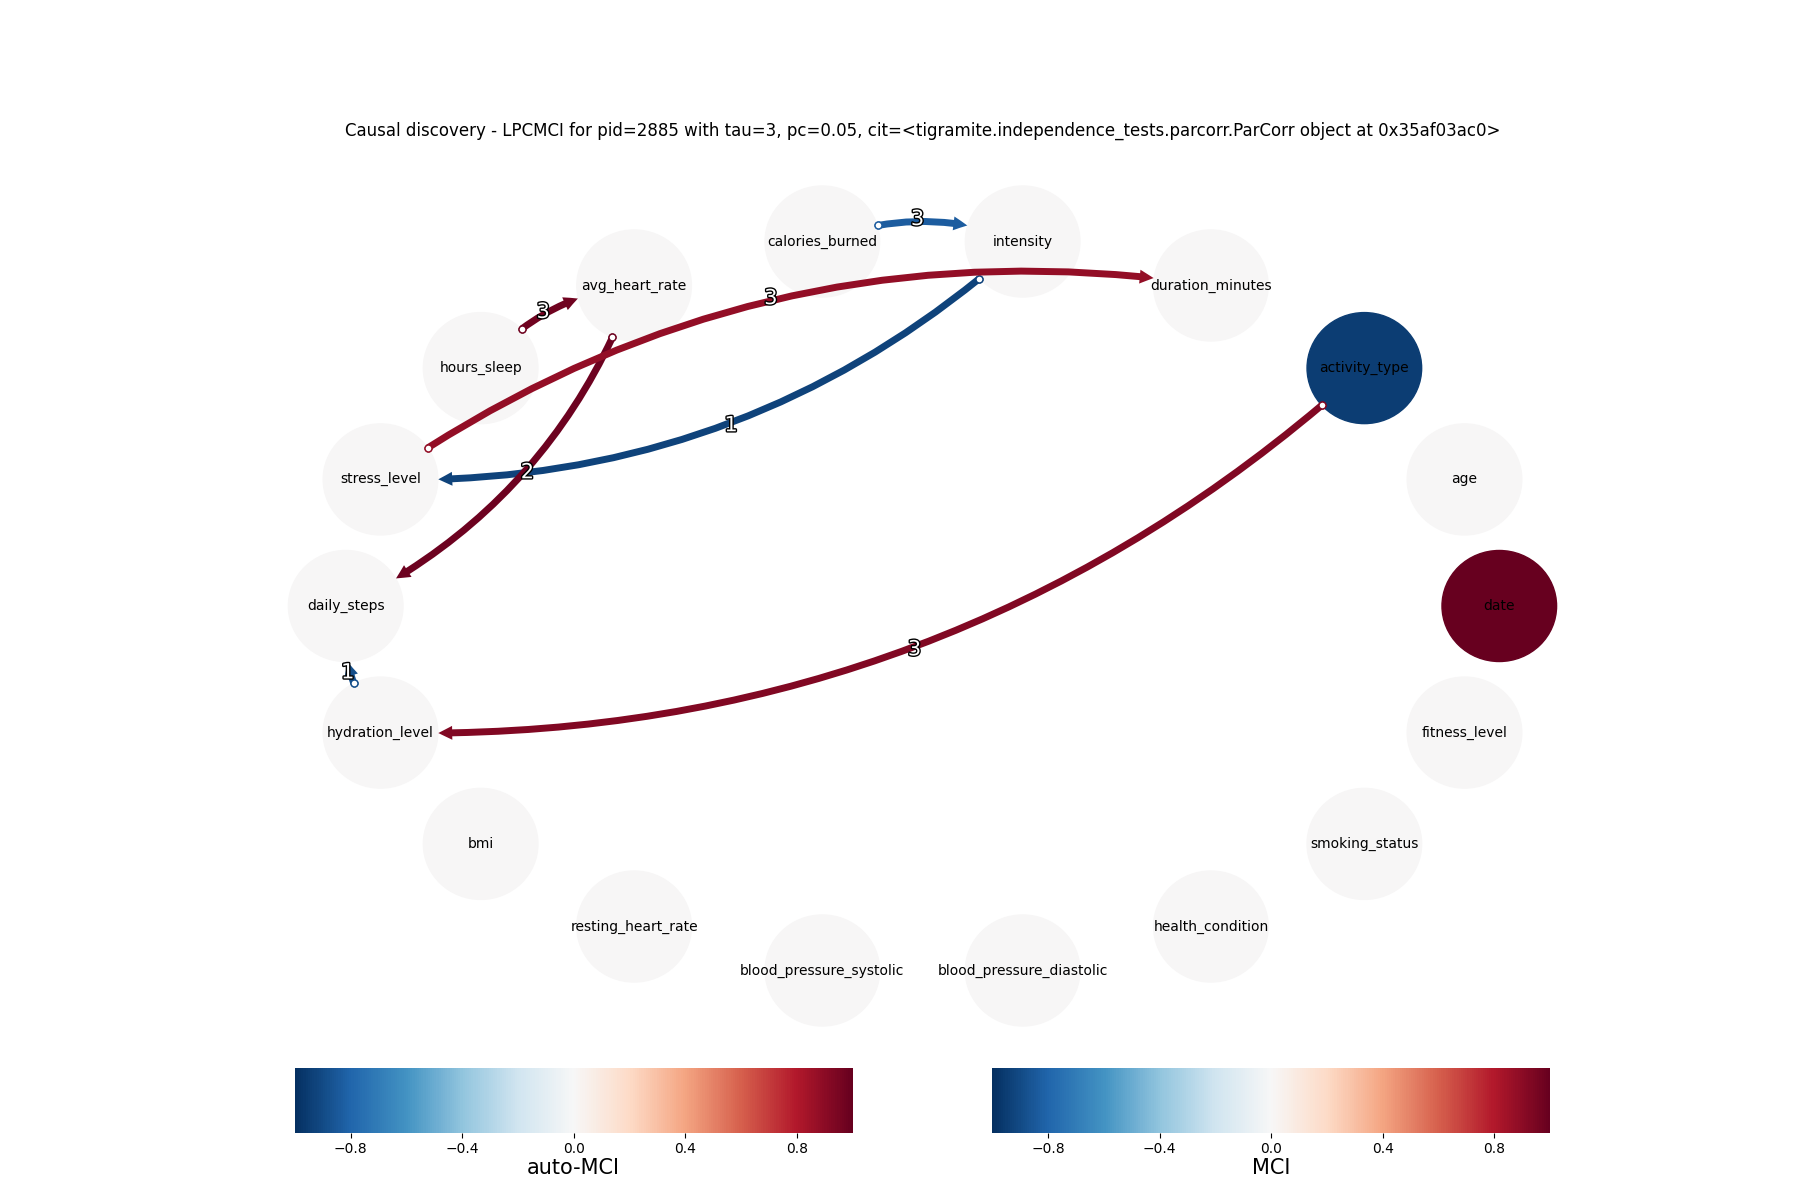 Causal discovery - LPCMCI for pid=2885 with tau=3, pc=0.05, cit=<tigramite.independence_tests.parcorr.ParCorr object at 0x35af03ac0>
3
calories_burned
intensity
avg_heart_rate
duration_minutes
3
3
hours_sleep
activity_type
1
2
stress_level
age
daily_steps
date
3
1
hydration_level
fitness_level
bmi
smoking_status
resting_heart_rate
health_condition
blood_pressure_systolic
blood_pressure_diastolic
−0.8 −0.4 0.0 0.4 0.8
auto-MCI
−0.8 −0.4 0.0 0.4 0.8
MCI